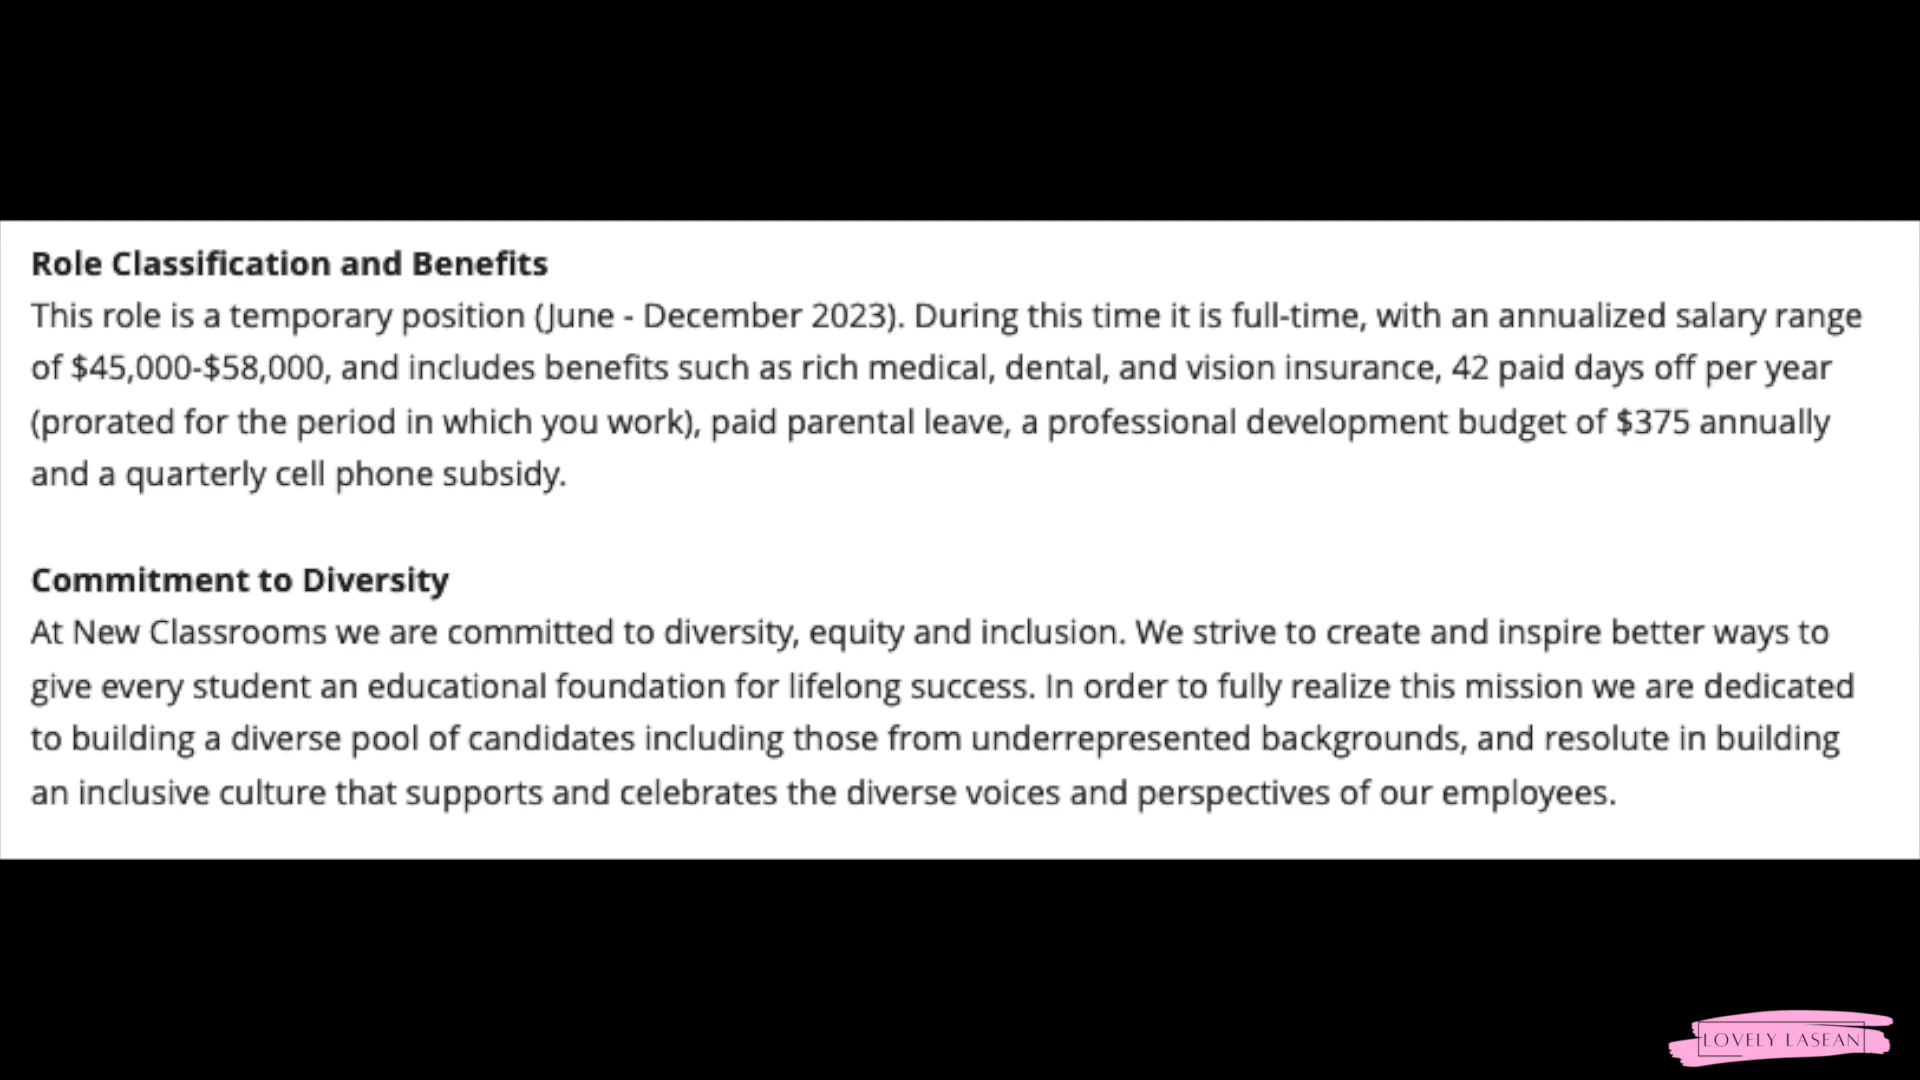 Role Classification and Benefits
This role is a temporary position (June - December 2023). During this time it is full-time, with an annualized salary range
of $45,000-$58,000, and includes benefits such as rich medical, dental, and vision insurance, 42 paid days off per year
(prorated for the period in which you work), paid parental leave, a professional development budget of $375 annually
and a quarterly cell phone subsidy.
Commitment to Diversity
At New Classrooms we are committed to diversity, equity and inclusion. We strive to create and inspire better ways to
give every student an educational foundation for lifelong success. In order to fully realize this mission we are dedicated
to building a diverse pool of candidates including those from underrepresented backgrounds, and resolute in building
an inclusive culture that supports and celebrates the diverse voices and perspectives of our employees.
LOVELY LASEAN